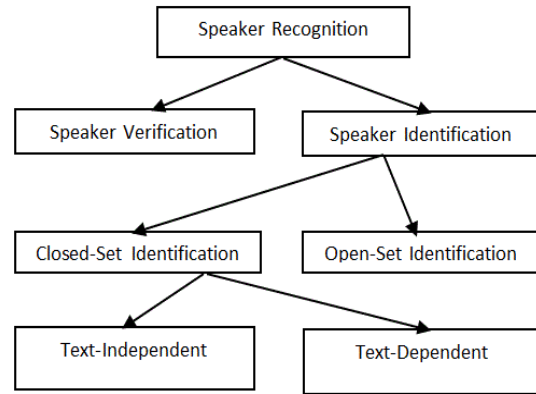 Speaker Recognition
Speaker Verification
Speaker Identification
Closed-Set Identification
Open-Set Identification
Text-Independent
Text-Dependent